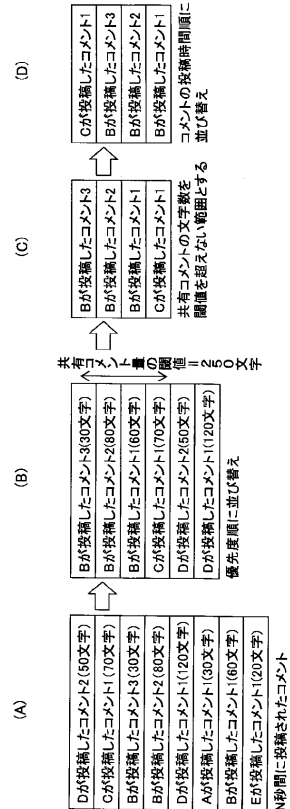 (A)
Dが投稿したコメント2(50文字)
Cが投稿したコメント1(70文字)
Bが投稿したコメント3(30文字)
Bが投稿したコメント2(80文字)
Dが投稿したコメント1(120文字)
Aが投稿したコメント1(30文字)
Bが投稿したコメント1(60文字)
Eが投稿したコメント1(20文字)
N秒間に投稿されたコメント
(B)
Bが投稿したコメント3(30文字)
Bが投稿したコメント2(80文字)
Bが投稿したコメント1(60文字)
Cが投稿したコメント1(70文字)
Dが投稿したコメント2(50文字)
Dが投稿したコメント1(120文字)
優先度順に並び替え
共有コメント量の閾値=250文字
(C)
Bが投稿したコメント3
Bが投稿したコメント2
Bが投稿したコメント1
Cが投稿したコメント1
共有コメントの文字数を
閾値を超えない範囲とする
(D)
Cが投稿したコメント1
Bが投稿したコメント3
Bが投稿したコメント2
Bが投稿したコメント1
コメントの投稿時間順に
並び替え